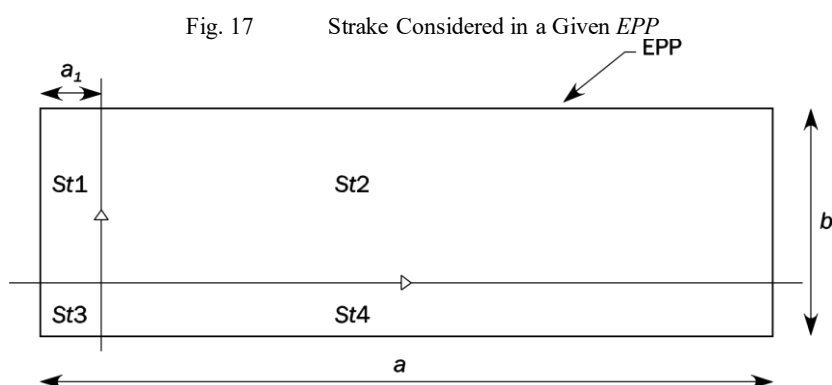 Fig. 17 Strake Considered in a Given EPP
EPP
a1
St1 St2
b
St3 St4
a